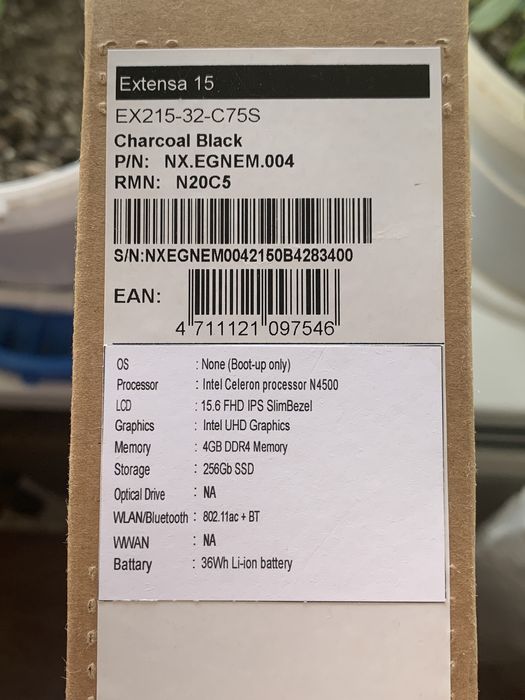 Extensa 15
EX215-32-C75S
Charcoal Black
P/N: NX.EGNEM.004
RMN: N20C5
S/N:NXEGNEM0042150B4283400
EAN:
4 711121 097546
OS : None (Boot-up only)
Processor : Intel Celeron processor N4500
LCD : 15.6 FHD IPS SlimBezel
Graphics : Intel UHD Graphics
Memory : 4GB DDR4 Memory
Storage : 256Gb SSD
Optical Drive : NA
WLAN/Bluetooth : 802.11ac + BT
WWAN : NA
Battary : 36Wh Li-ion battery